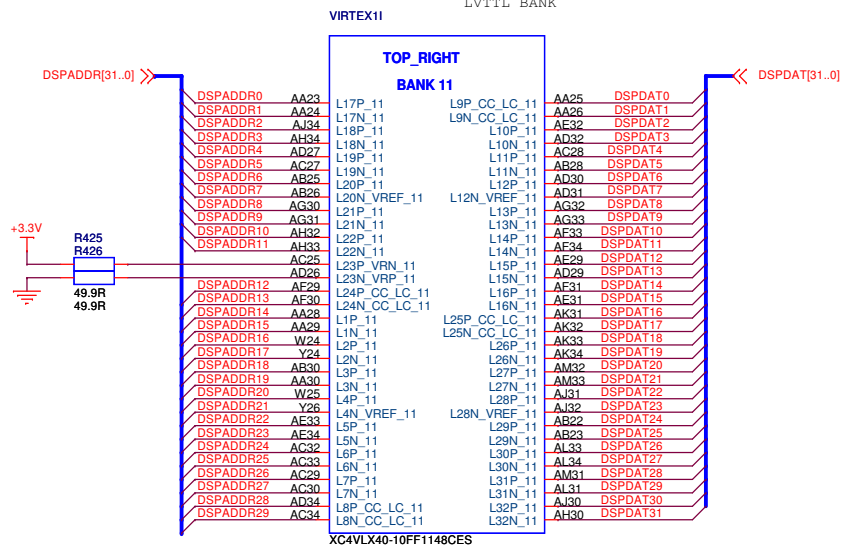 LVTTL BANK
VIRTEX1I
TOP_RIGHT
BANK 11
DSPADDR[31..0]
DSPDAT[31..0]
DSPADDR0 AA23 L17P_11 L9P_CC_LC_11 AA25 DSPDAT0
DSPADDR1 AA24 L17N_11 L9N_CC_LC_11 AA26 DSPDAT1
DSPADDR2 AJ34 L18P_11 L10P_11 AE32 DSPDAT2
DSPADDR3 AH34 L18N_11 L10N_11 AD32 DSPDAT3
DSPADDR4 AD27 L19P_11 L11P_11 AC28 DSPDAT4
DSPADDR5 AC27 L19N_11 L11N_11 AB28 DSPDAT5
DSPADDR6 AB25 L20P_11 L12P_11 AD30 DSPDAT6
DSPADDR7 AB26 L20N_VREF_11 L12N_VREF_11 AD31 DSPDAT7
DSPADDR8 AG30 L21P_11 L13P_11 AG32 DSPDAT8
DSPADDR9 AG31 L21N_11 L13N_11 AG33 DSPDAT9
DSPADDR10 AH32 L22P_11 L14P_11 AF33 DSPDAT10
DSPADDR11 AH33 L22N_11 L14N_11 AF34 DSPDAT11
+3.3V
R425
R426
AC25 L23P_VRN_11 L15P_11 AE29 DSPDAT12
AD26 L23N_VRP_11 L15N_11 AD29 DSPDAT13
49.9R
49.9R
DSPADDR12 AF29 L24P_CC_LC_11 L16P_11 AF31 DSPDAT14
DSPADDR13 AF30 L24N_CC_LC_11 L16N_11 AE31 DSPDAT15
DSPADDR14 AA28 L1P_11 L25P_CC_LC_11 AK31 DSPDAT16
DSPADDR15 AA29 L1N_11 L25N_CC_LC_11 AK32 DSPDAT17
DSPADDR16 W24 L2P_11 L26P_11 AK33 DSPDAT18
DSPADDR17 Y24 L2N_11 L26N_11 AK34 DSPDAT19
DSPADDR18 AB30 L3P_11 L27P_11 AM32 DSPDAT20
DSPADDR19 AA30 L3N_11 L27N_11 AM33 DSPDAT21
DSPADDR20 W25 L4P_11 L28P_11 AJ31 DSPDAT22
DSPADDR21 Y26 L4N_VREF_11 L28N_VREF_11 AJ32 DSPDAT23
DSPADDR22 AE33 L5P_11 L29P_11 AB22 DSPDAT24
DSPADDR23 AE34 L5N_11 L29N_11 AB23 DSPDAT25
DSPADDR24 AC32 L6P_11 L30P_11 AL33 DSPDAT26
DSPADDR25 AC33 L6N_11 L30N_11 AL34 DSPDAT27
DSPADDR26 AC29 L7P_11 L31P_11 AM31 DSPDAT28
DSPADDR27 AC30 L7N_11 L31N_11 AL31 DSPDAT29
DSPADDR28 AD34 L8P_CC_LC_11 L32P_11 AJ30 DSPDAT30
DSPADDR29 AC34 L8N_CC_LC_11 L32N_11 AH30 DSPDAT31
XC4VLX40-10FF1148CES